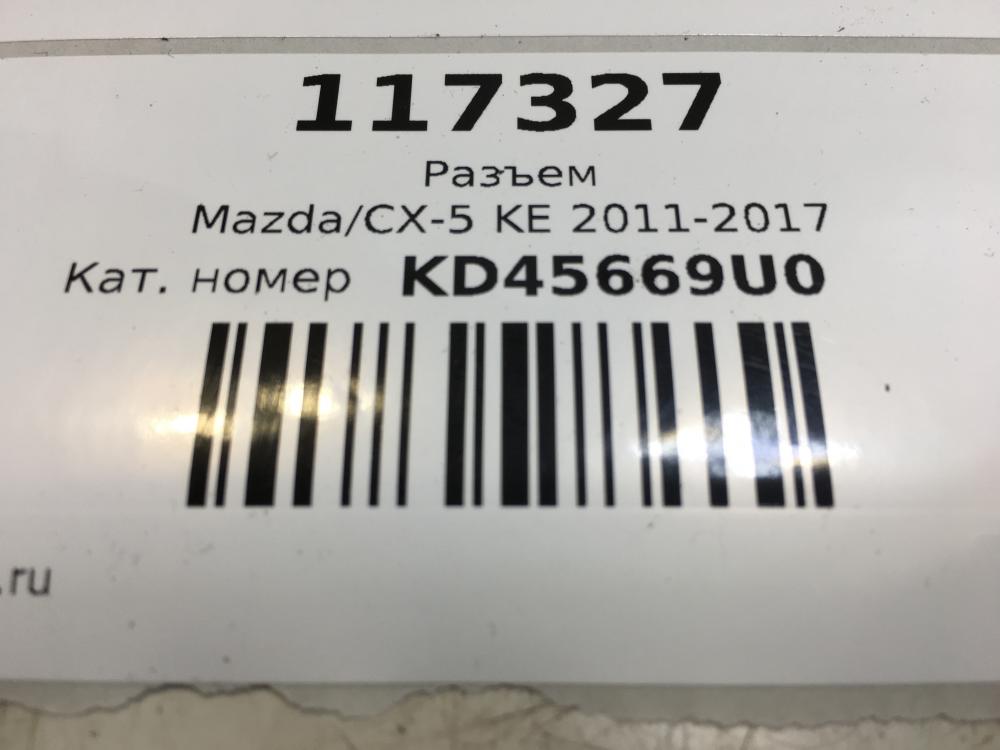 117327
Разъем
Mazda/CX-5 KE 2011-2017
Кат. номер KD45669U0
.ru